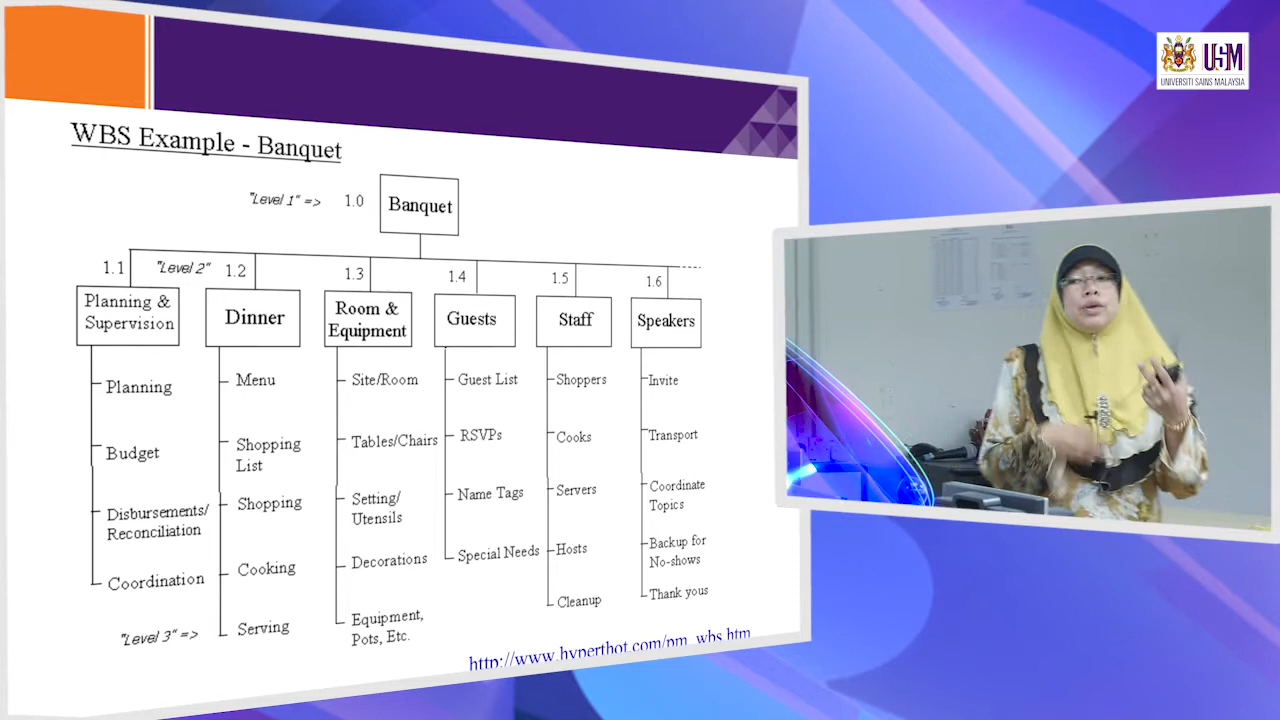 USM
UNIVERSITI SAINS MALAYSIA
WBS Example - Banquet
"Level 1" =>
1.0
Banquet
1.1
"Level 2"
1.2
1.3
1.4
1.5
1.6
Planning &
Supervision
Dinner
Room &
Equipment
Guests
Staff
Speakers
Planning
Budget
Disbursements/
Reconciliation
Coordination
Menu
Shopping
List
Shopping
Cooking
Serving
Site/Room
Tables/Chairs
Setting/
Utensils
Decorations
Equipment,
Pots, Etc.
Guest List
RSVPs
Name Tags
Special Needs
Shoppers
Cooks
Servers
Hosts
Cleanup
Invite
Transport
Coordinate
Topics
Backup for
No-shows
Thank yous
"Level 3" =>
http://www.hyperthot.com/pm_wbs.htm